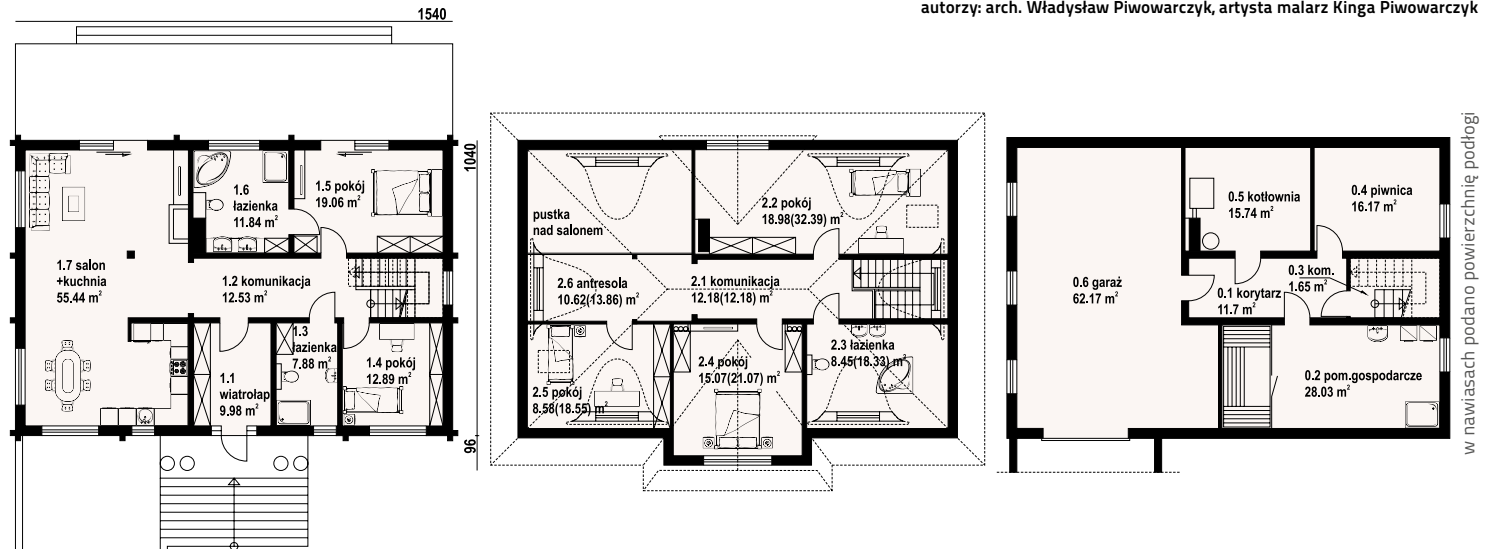 autorzy: arch. Władysław Piwowarczyk, artysta malarz Kinga Piwowarczyk
1540
1040
96
1.6
łazienka
11.84 m²
1.5 pokój
19.06 m²
1.7 salon
+kuchnia
55.44 m²
1.2 komunikacja
12.53 m²
1.3
łazienka
7.88 m²
1.4 pokój
12.89 m²
1.1
wiatrołap
9.98 m²
pustka
nad salonem
2.2 pokój
18.98(32.39) m²
2.6 antresola
10.62(13.86) m²
2.1 komunikacja
12.18(12.18) m²
2.5 pokój
8.58(18.55) m²
2.4 pokój
15.07(21.07) m²
2.3 łazienka
8.45(18.33) m²
0.5 kotłownia
15.74 m²
0.4 piwnica
16.17 m²
0.6 garaż
62.17 m²
0.3 kom.
1.65 m²
0.1 korytarz
11.7 m²
0.2 pom.gospodarcze
28.03 m²
w nawiasach podano powierzchnię podłogi